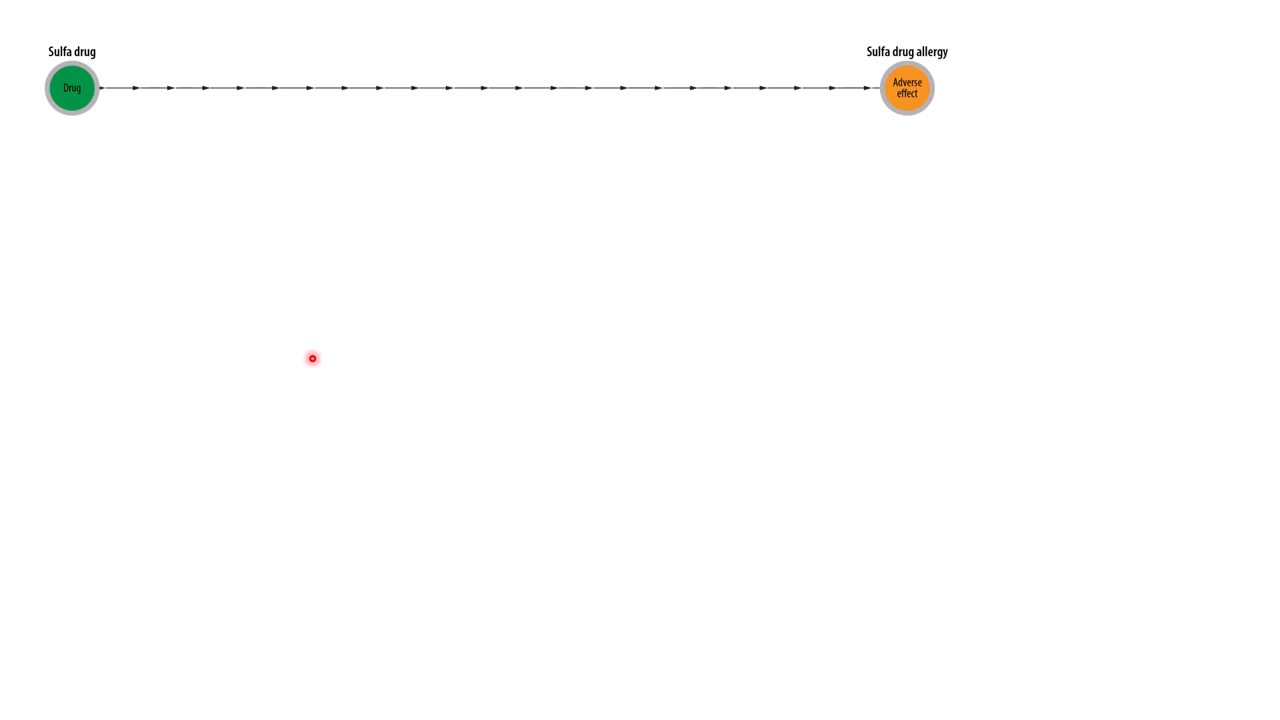 Sulfa drug
Drug
Sulfa drug allergy
Adverse
effect